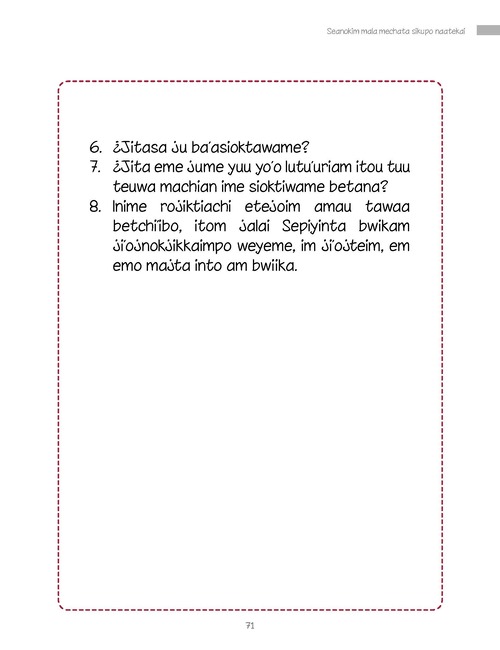 Seanokim mala mechata sikupo naatekai
6. ¿Jitasa ju ba'asioktawame?
7. ¿Jita eme jume yuu yo'o lutu'uriam itou tuu
teuwa machian ime sioktiwame betana?
8. Inime rojiktiachi etejoim amau tawaa
betchi'ibo, itom jalai Sepiyinta bwikam
ji'ojnokjikkaimpo weyeme, im ji'ojteim, em
emo majta into am bwiika.
71